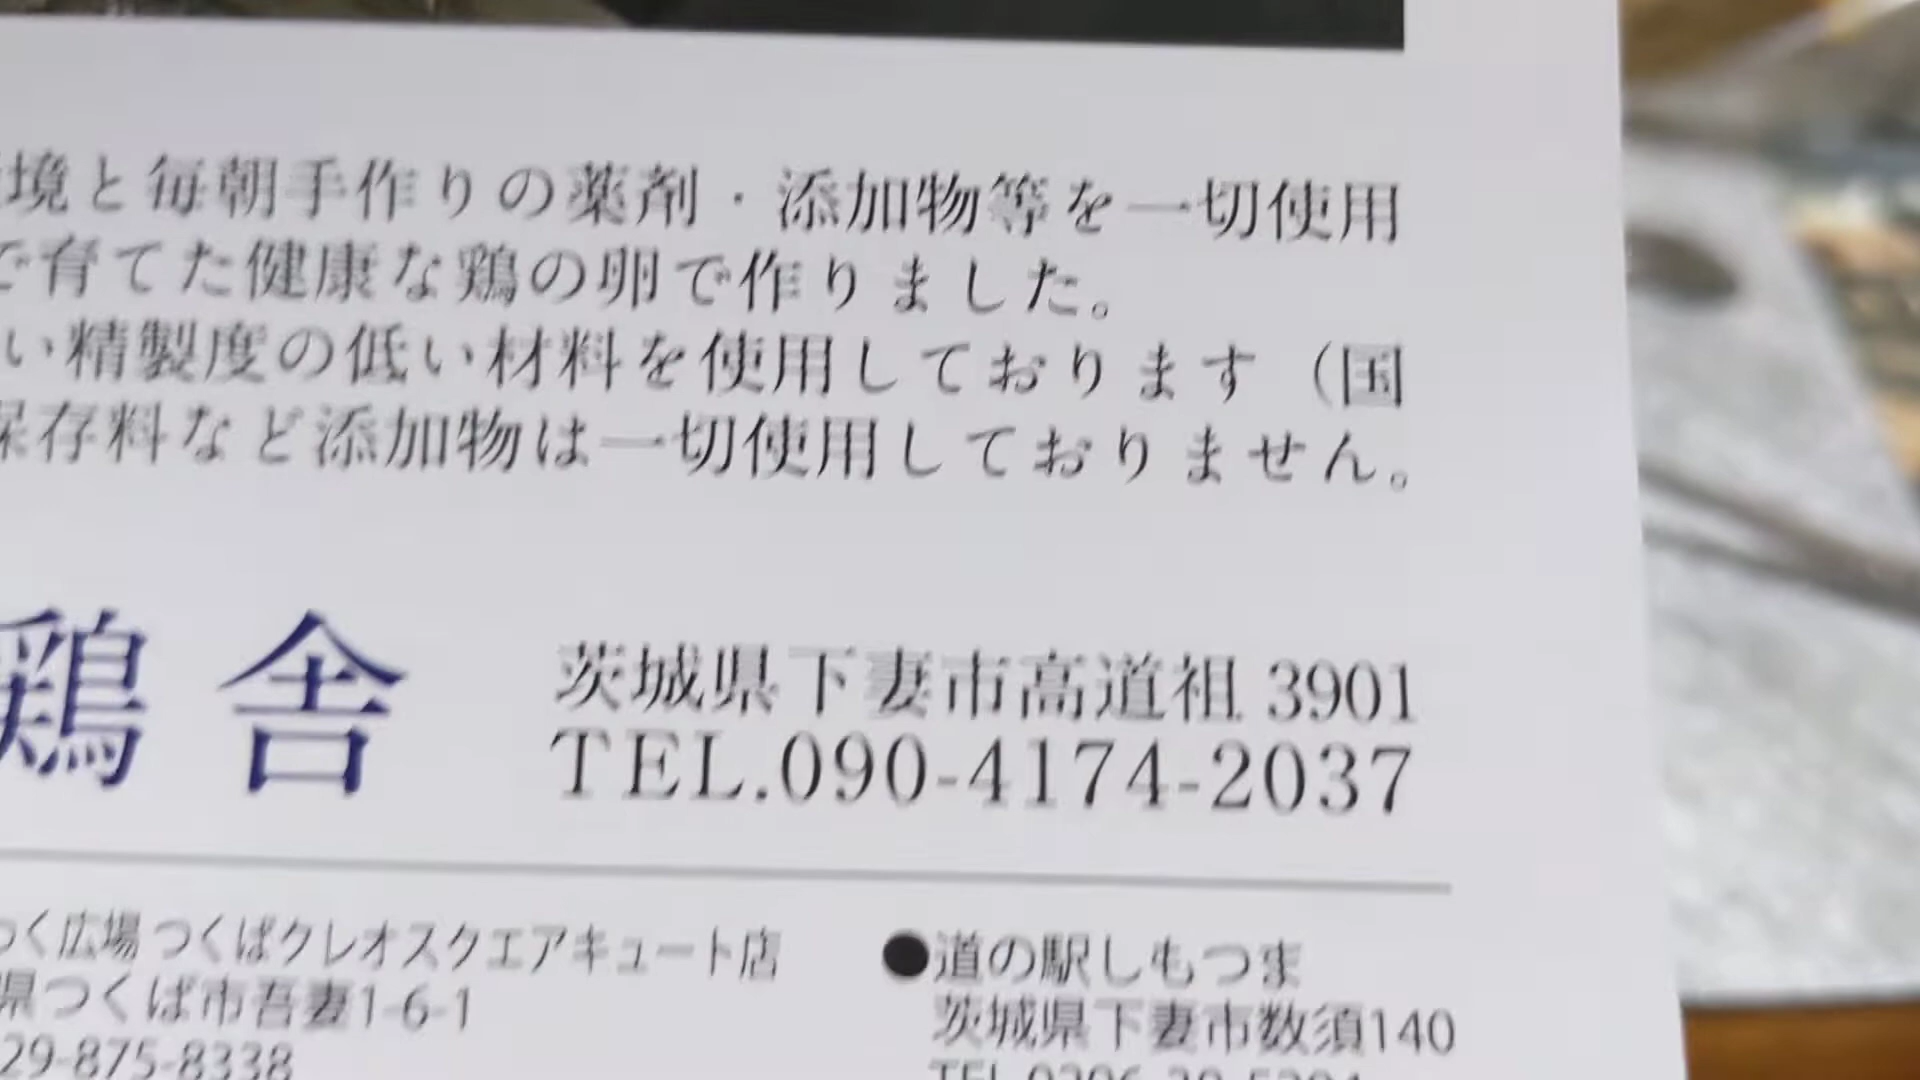 境と毎朝手作りの薬剤・添加物等を一切使用
で育てた健康な鶏の卵で作りました。
い精製度の低い材料を使用しております（国
保存料など添加物は一切使用しておりません。
鶏舎
茨城県下妻市高道祖 3901
TEL.090-4174-2037
つく広場 つくばクレオスクエアキュート店
県つくば市吾妻1-6-1
29-875-8338
●道の駅しもつま
茨城県下妻市数須140